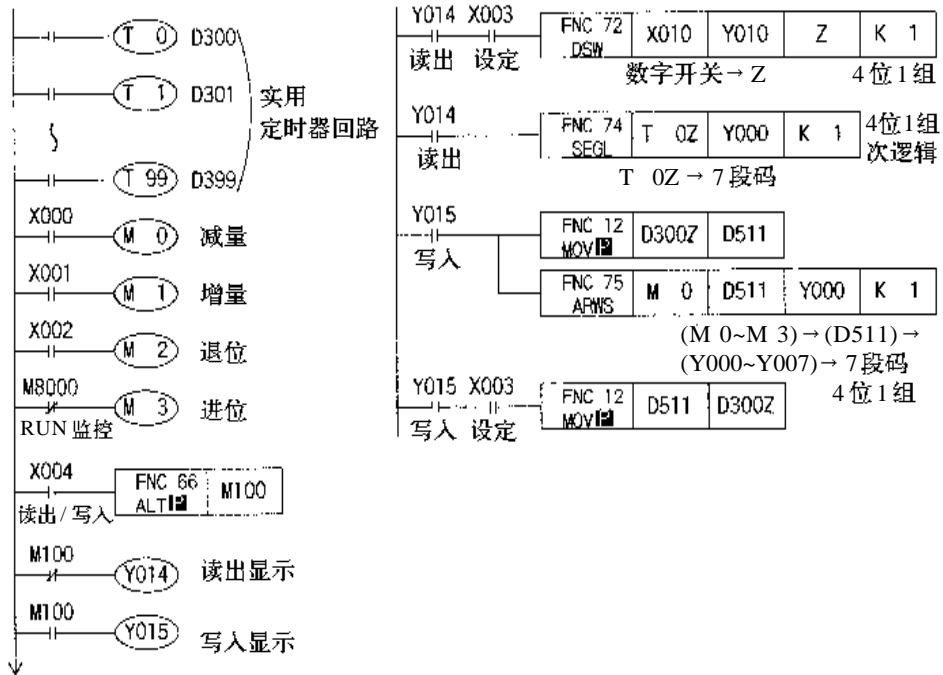 T 0 D300
T 1 D301
实用
定时器回路
T 99 D399
X000
M 0 减量
X001
M 1 增量
X002
M 2 退位
M8000
M 3 进位
RUN 监控
X004
FNC 66
ALT P M100
读出/写入
M100
Y014 读出显示
M100
Y015 写入显示
Y014 X003
FNC 72
DSW X010 Y010 Z K 1
读出 设定
数字开关→Z 4位1组
Y014
FNC 74
SEGL T 0Z Y000 K 1
4位1组
次逻辑
读出
T 0Z→7段码
Y015
FNC 12
MOV P D300Z D511
写入
FNC 75
ARWS M 0 D511 Y000 K 1
(M 0~M 3)→(D511)→
(Y000~Y007)→7段码
4位1组
Y015 X003
FNC 12
MOV P D511 D300Z
写入 设定